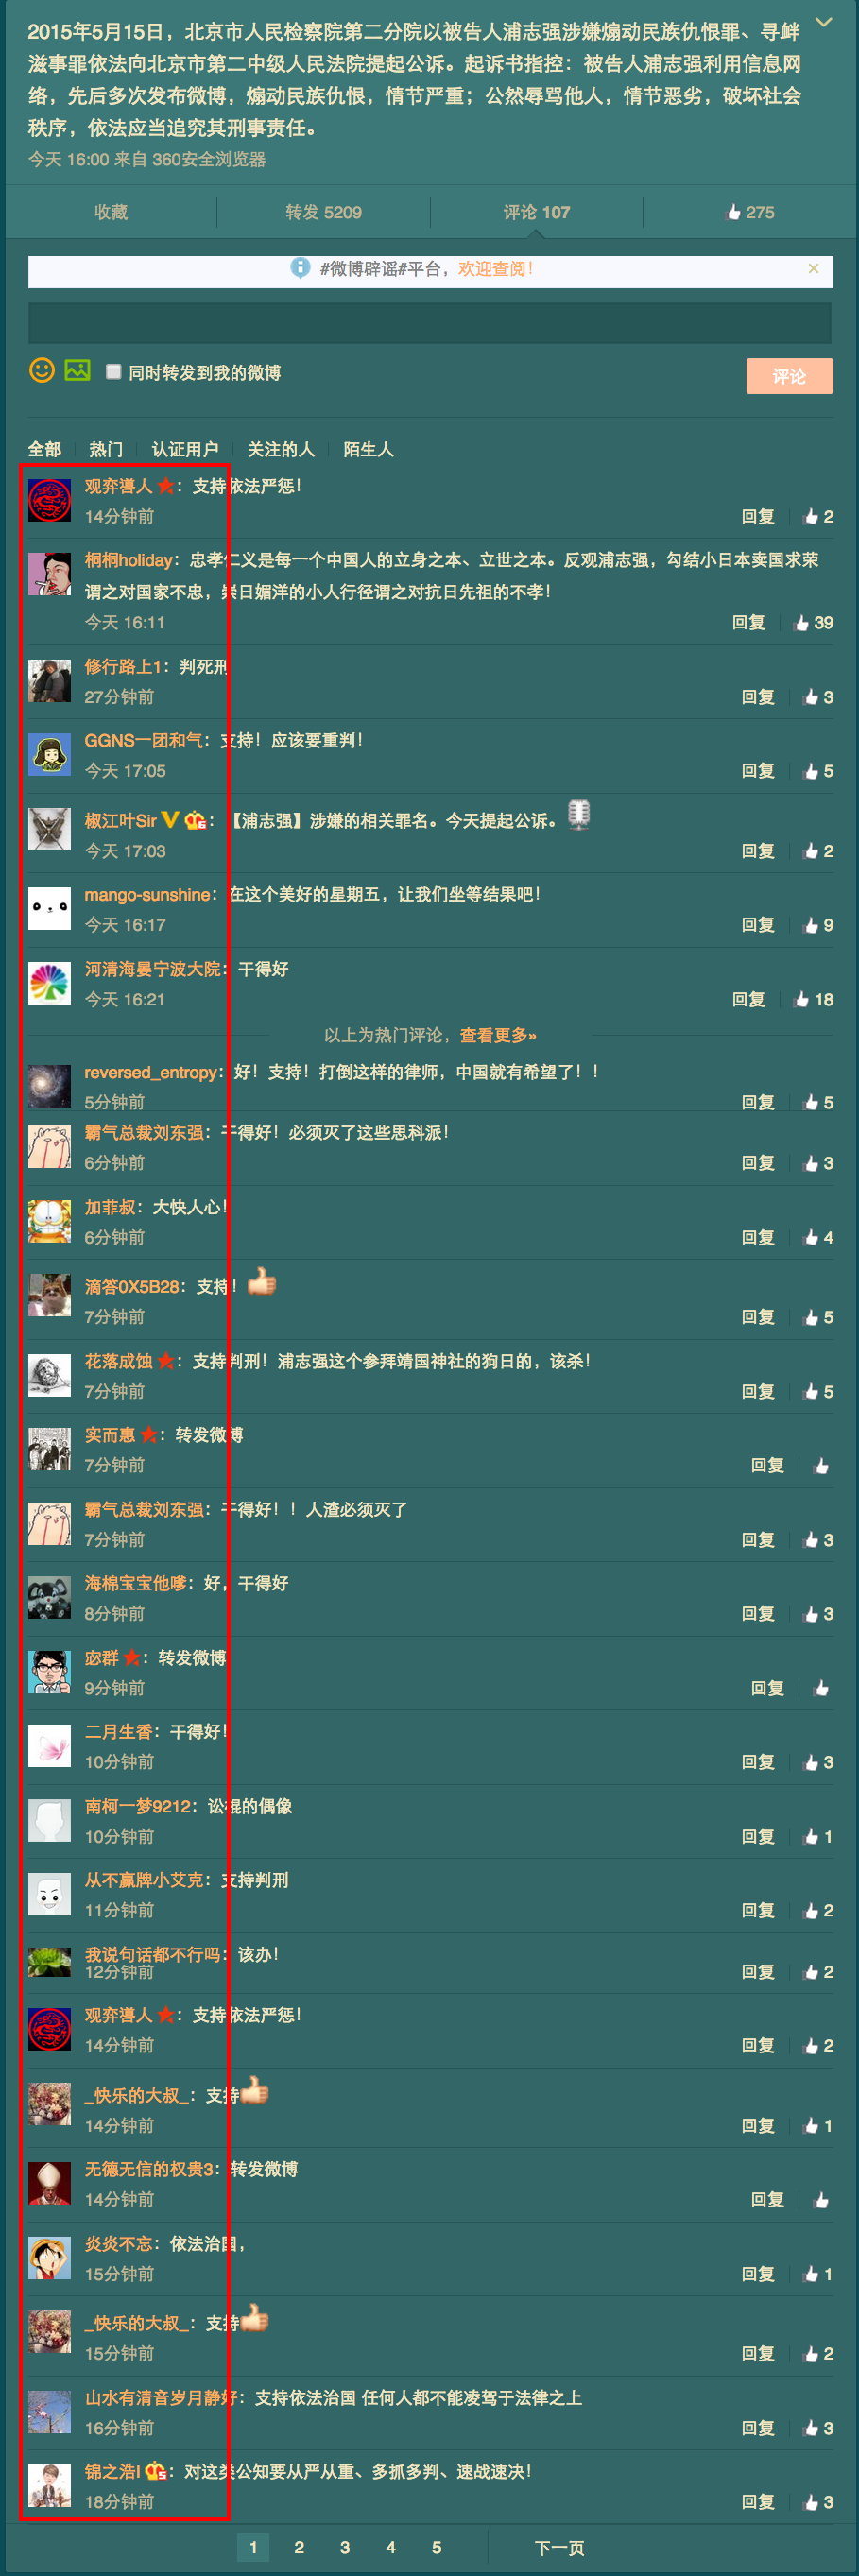 2015年5月15日，北京市人民检察院第二分院以被告人浦志强涉嫌煽动民族仇恨罪、寻衅
滋事罪依法向北京市第二中级人民法院提起公诉。起诉书指控：被告人浦志强利用信息网
络，先后多次发布微博，煽动民族仇恨，情节严重；公然辱骂他人，情节恶劣，破坏社会
秩序，依法应当追究其刑事责任。
今天 16:00 来自 360安全浏览器
收藏 转发 5209 评论 107 275
#微博辟谣#平台，欢迎查阅！ ×
同时转发到我的微博 评论
全部 热门 认证用户 关注的人 陌生人
观弈噵人：支持依法严惩！
14分钟前 回复 2
桐桐holiday：忠孝仁义是每一个中国人的立身之本、立世之本。反观浦志强，勾结小日本卖国求荣
谓之对国家不忠，崇日媚洋的小人行径谓之对抗日先祖的不孝！
今天 16:11 回复 39
修行路上1：判死刑
27分钟前 回复 3
GGNS一团和气：支持！应该要重判！
今天 17:05 回复 5
椒江叶Sir V 6：【浦志强】涉嫌的相关罪名。今天提起公诉。
今天 17:03 回复 2
mango-sunshine：在这个美好的星期五，让我们坐等结果吧！
今天 16:17 回复 9
河清海晏宁波大院：干得好
今天 16:21 回复 18
以上为热门评论，查看更多»
reversed_entropy：好！支持！打倒这样的律师，中国就有希望了！！
5分钟前 回复 5
霸气总裁刘东强：干得好！必须灭了这些思科派！
6分钟前 回复 3
加菲叔：大快人心！
6分钟前 回复 4
滴答0X5B28：支持！
7分钟前 回复 5
花落成蚀：支持判刑！浦志强这个参拜靖国神社的狗日的，该杀！
7分钟前 回复 5
实而惠：转发微博
7分钟前 回复
霸气总裁刘东强：干得好！！人渣必须灭了
7分钟前 回复 3
海棉宝宝他嗲：好，干得好
8分钟前 回复 3
宓群：转发微博
9分钟前 回复
二月生香：干得好！
10分钟前 回复 3
南柯一梦9212：讼棍的偶像
10分钟前 回复 1
从不赢牌小艾克：支持判刑
11分钟前 回复 2
我说句话都不行吗：该办！
12分钟前 回复 2
观弈噵人：支持依法严惩！
14分钟前 回复 2
_快乐的大叔_：支持
14分钟前 回复 1
无德无信的权贵3：转发微博
14分钟前 回复
炎炎不忘：依法治国，
15分钟前 回复 1
_快乐的大叔_：支持
15分钟前 回复 2
山水有清音岁月静好：支持依法治国 任何人都不能凌驾于法律之上
16分钟前 回复 3
锦之浩I 5：对这类公知要从严从重、多抓多判、速战速决！
18分钟前 回复 3
1 2 3 4 5 下一页